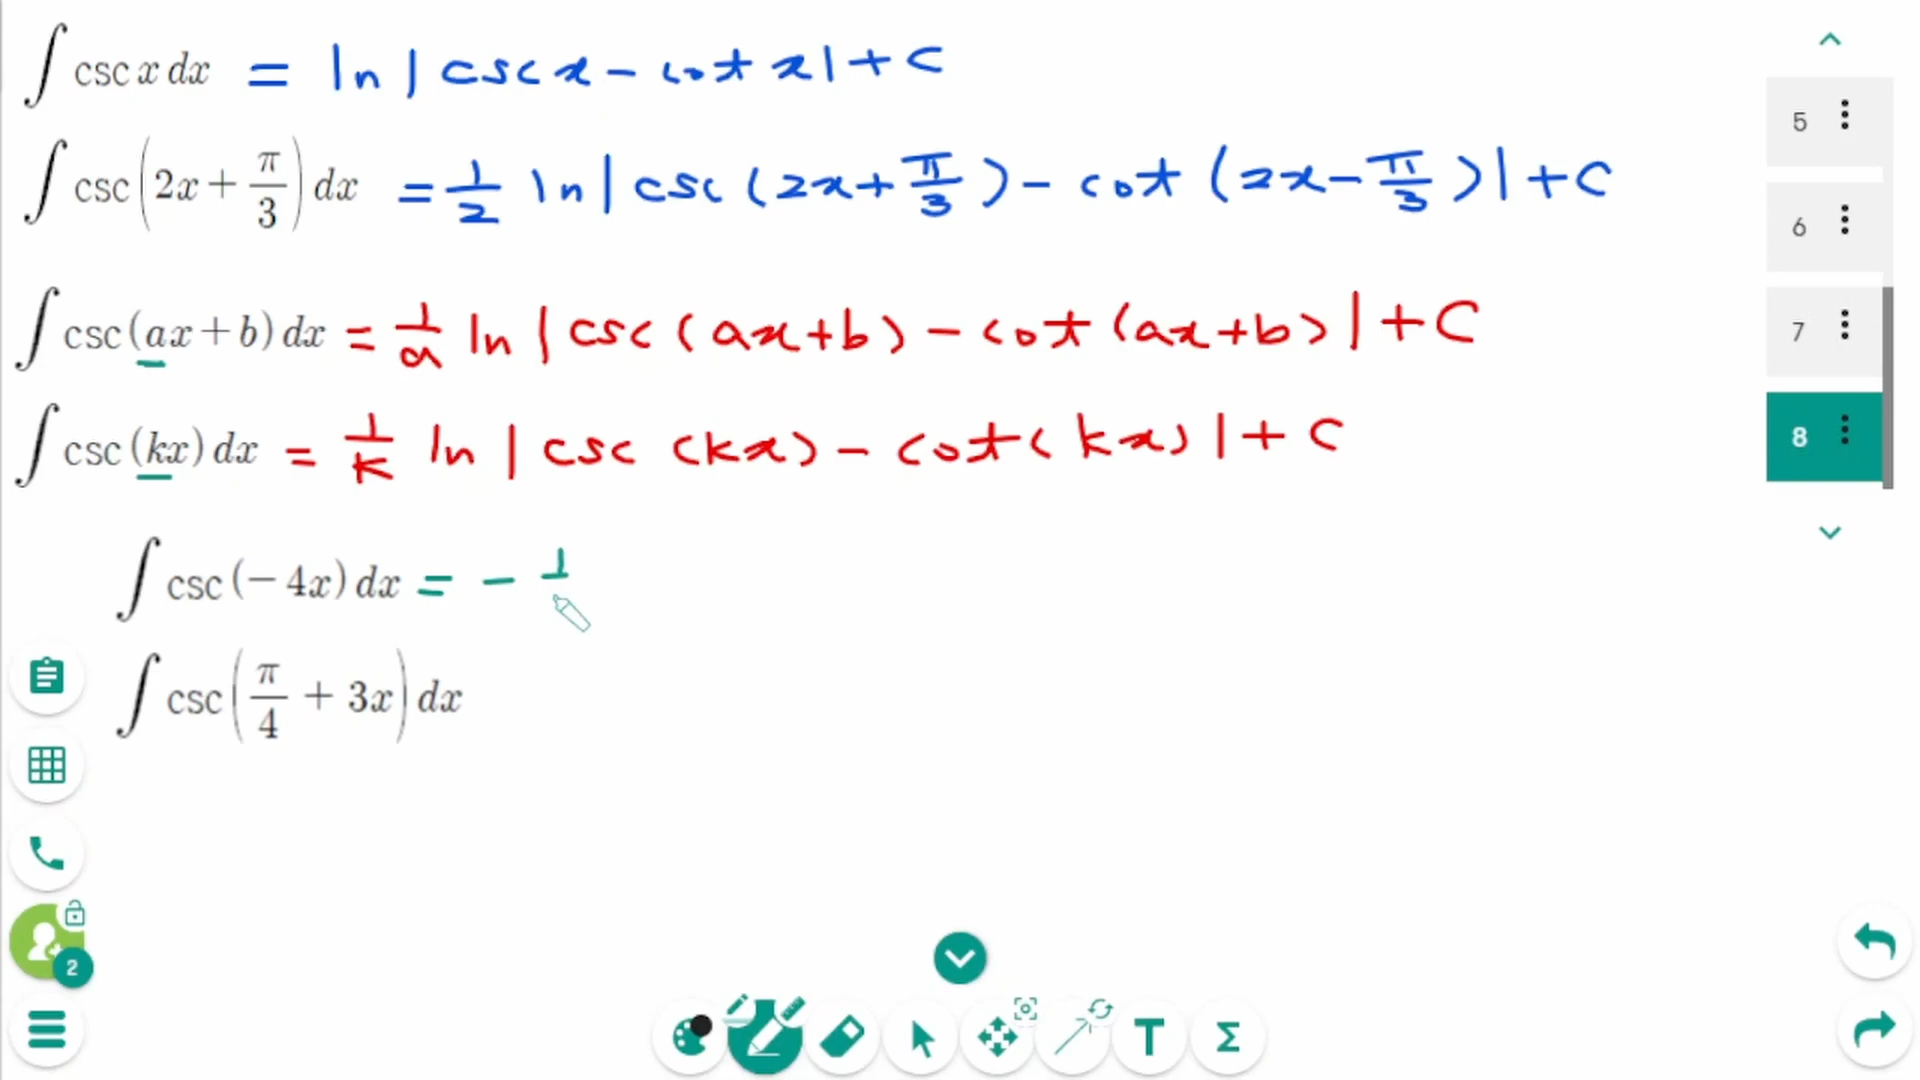 ∫ csc x dx = ln | csc x - cot x | + C
∫ csc (2x + π/3) dx = 1/2 ln | csc (2x + π/3) - cot (2x - π/3) | + C
∫ csc (ax + b) dx = 1/a ln | csc (ax + b) - cot (ax + b) | + C
∫ csc (kx) dx = 1/k ln | csc (kx) - cot (kx) | + C
∫ csc (− 4x) dx = - 1
∫ csc (π/4 + 3x) dx
5
6
7
8
2
T
Σ